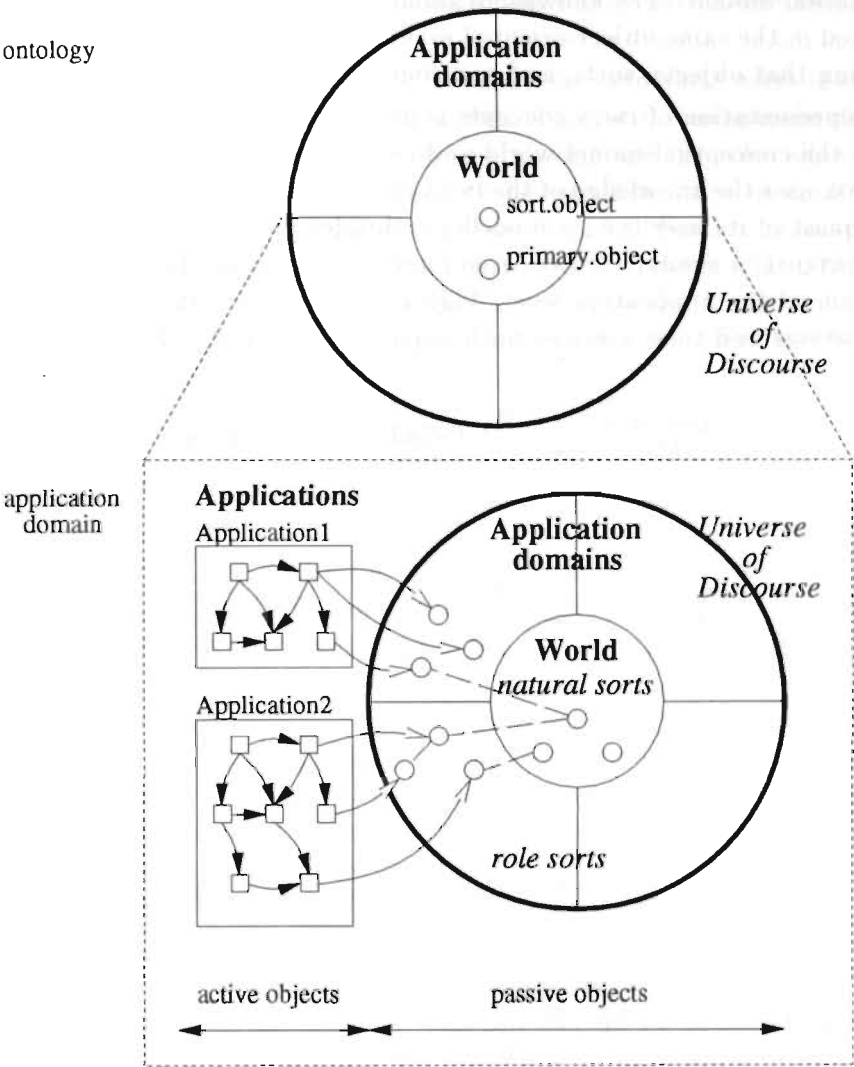 ontology
Application
domains
World
sort.object
primary.object
Universe
of
Discourse
application
domain
Applications
Application1
Application
domains
Universe
of
Discourse
World
natural sorts
Application2
role sorts
active objects
passive objects